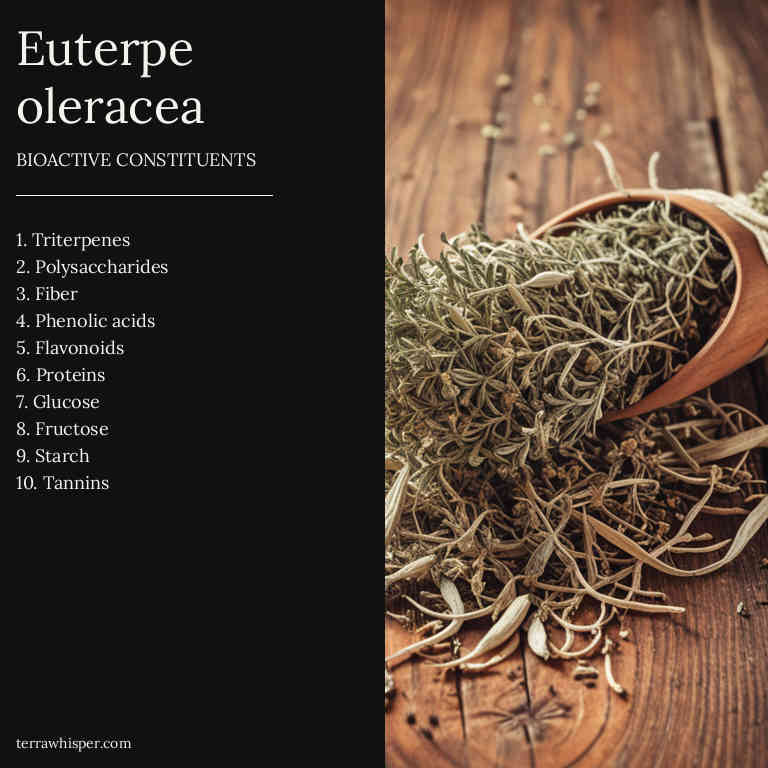 Euterpe
oleracea
BIOACTIVE CONSTITUENTS
1. Triterpenes
2. Polysaccharides
3. Fiber
4. Phenolic acids
5. Flavonoids
6. Proteins
7. Glucose
8. Fructose
9. Starch
10. Tannins
terrawhisper.com